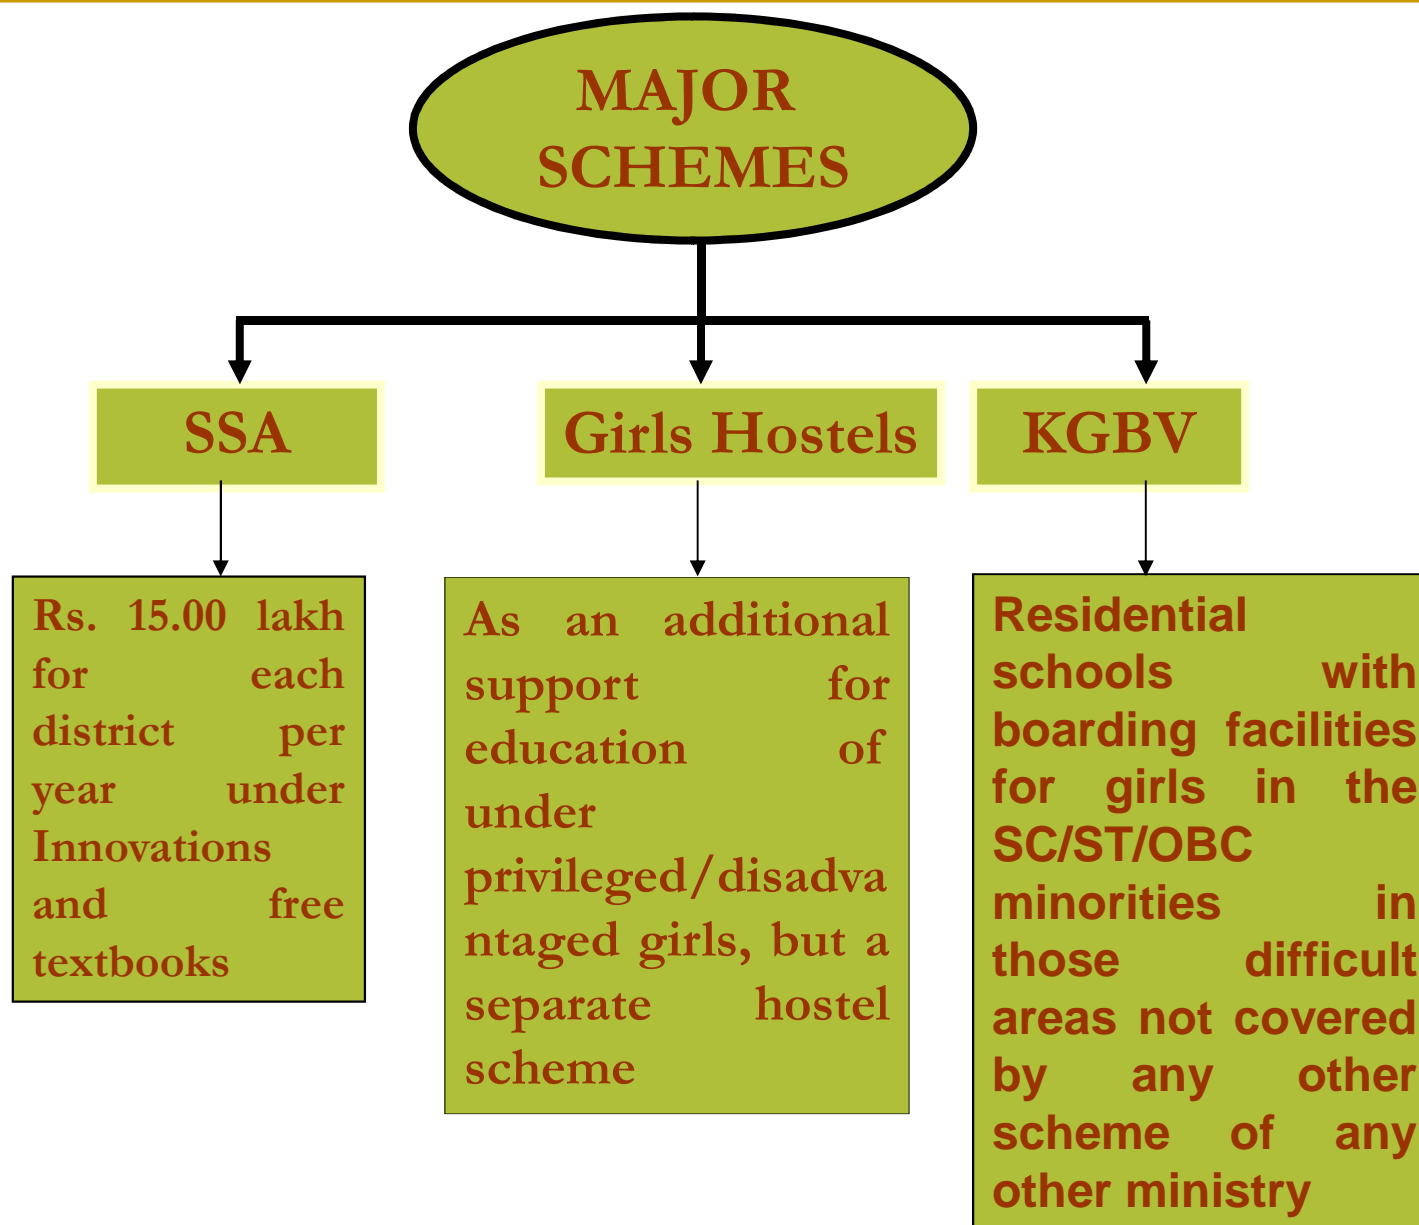 MAJOR
SCHEMES
SSA
Girls Hostels
KGBV
Rs. 15.00 lakh
for each
district per
year under
Innovations
and free
textbooks
As an additional
support for
education of
under
privileged/disadva
ntaged girls, but a
separate hostel
scheme
Residential
schools with
boarding facilities
for girls in the
SC/ST/OBC
minorities in
those difficult
areas not covered
by any other
scheme of any
other ministry